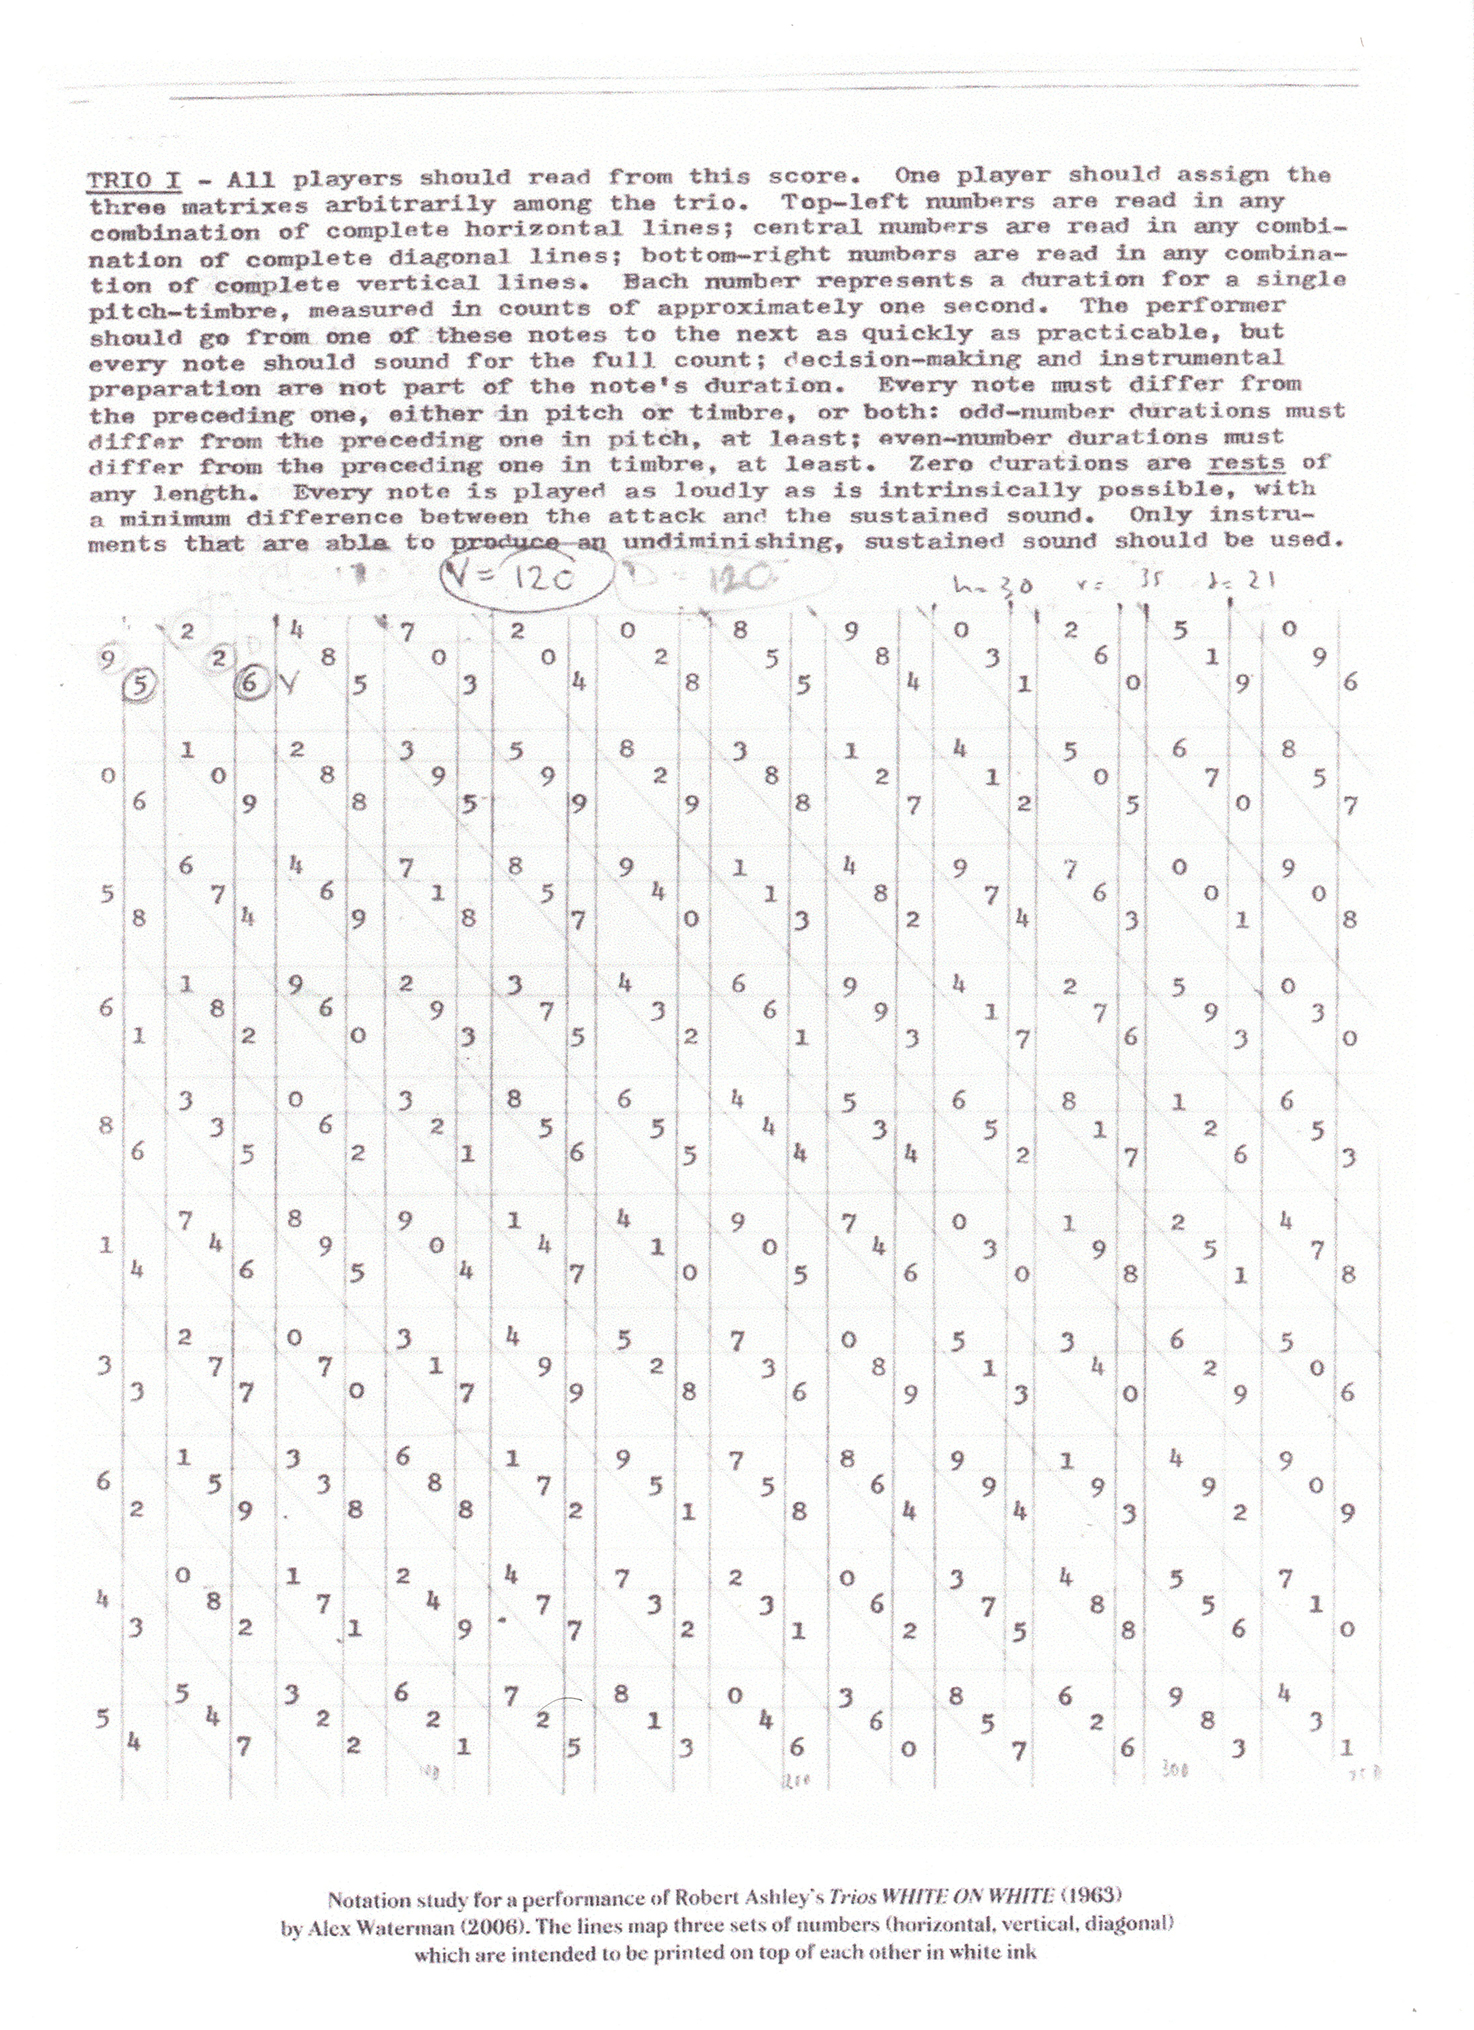 TRIO I - All players should read from this score. One player should assign the
three matrixes arbitrarily among the trio. Top-left numbers are read in any
combination of complete horizontal lines; central numbers are read in any combi-
nation of complete diagonal lines; bottom-right numbers are read in any combina-
tion of complete vertical lines. Each number represents a duration for a single
pitch-timbre, measured in counts of approximately one second. The performer
should go from one of these notes to the next as quickly as practicable, but
every note should sound for the full count; decision-making and instrumental
preparation are not part of the note's duration. Every note must differ from
the preceding one, either in pitch or timbre, or both: odd-number durations must
differ from the preceding one in pitch, at least; even-number durations must
differ from the preceding one in timbre, at least. Zero durations are rests of
any length. Every note is played as loudly as is intrinsically possible, with
a minimum difference between the attack and the sustained sound. Only instru-
ments that are able to produce an undiminishing, sustained sound should be used.
V = 120 D = 120 h = 30 v = 35 d = 21
2 4 7 2 0 8 9 0 2 5 0
9 2 8 0 0 2 5 8 3 6 1 9
5 6 V 5 3 4 8 5 4 1 0 9 6
1 2 3 5 8 3 1 4 5 6 8
0 0 8 9 9 2 8 2 1 0 7 5
6 9 8 5 9 9 8 7 2 5 0 7
6 4 7 8 9 1 4 9 7 0 9
5 7 6 1 5 4 1 8 7 6 0 0
8 4 9 8 7 0 3 2 4 3 1 8
1 9 2 3 4 6 9 4 2 5 0
6 8 6 9 7 3 6 9 1 7 9 3
1 2 0 3 5 2 1 3 7 6 3 0
3 0 3 8 6 4 5 6 8 1 6
8 3 6 2 5 5 4 3 5 1 2 5
6 5 2 1 6 5 4 4 2 7 6 3
7 8 9 1 4 9 7 0 1 2 4
1 4 9 0 4 1 0 4 3 9 5 7
4 6 5 4 7 0 5 6 0 8 1 8
2 0 3 4 5 7 0 5 3 6 5
3 7 7 1 9 2 3 8 1 4 2 0
3 7 0 7 9 8 6 9 3 0 9 6
1 3 6 1 9 7 8 9 1 4 9
6 5 3 8 7 5 5 6 9 9 9 0
2 9 8 8 2 1 8 4 4 3 2 9
0 1 2 4 7 2 0 3 4 5 7
4 8 7 4 7 3 3 6 7 8 5 1
3 2 1 9 7 2 1 2 5 8 6 0
5 3 6 7 8 0 3 8 6 9 4
5 4 2 2 2 1 4 6 5 2 8 3
4 7 2 1 5 3 6 0 7 6 3 1
200 300
Notation study for a performance of Robert Ashley's Trios WHITE ON WHITE (1963)
by Alex Waterman (2006). The lines map three sets of numbers (horizontal, vertical, diagonal)
which are intended to be printed on top of each other in white ink